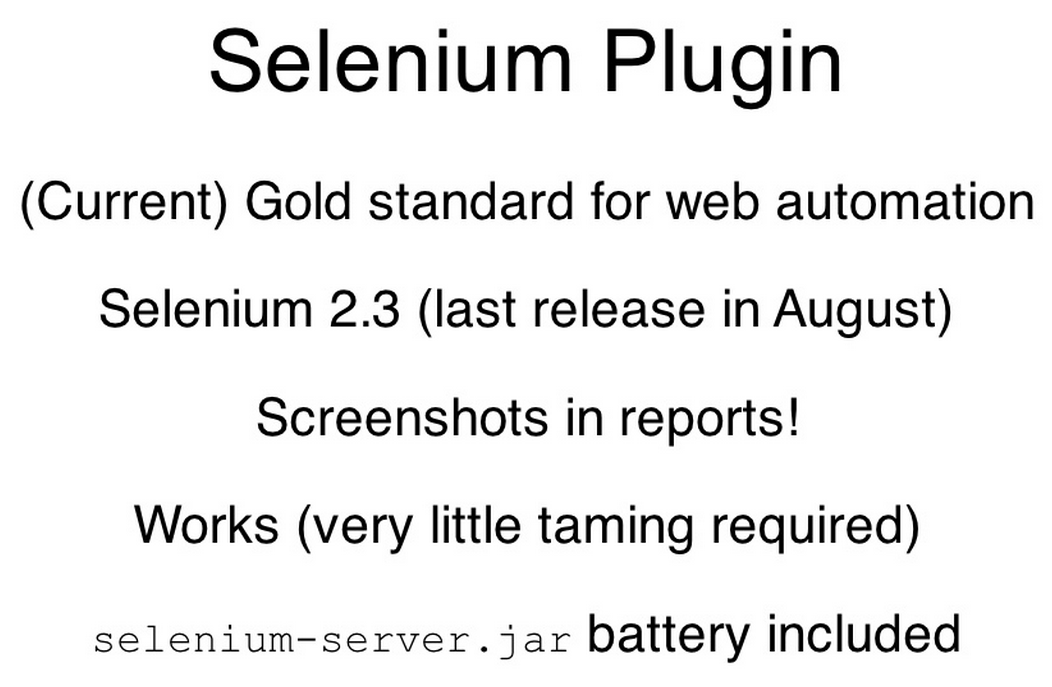 Selenium Plugin
(Current) Gold standard for web automation
Selenium 2.3 (last release in August)
Screenshots in reports!
Works (very little taming required)
selenium-server.jar battery included